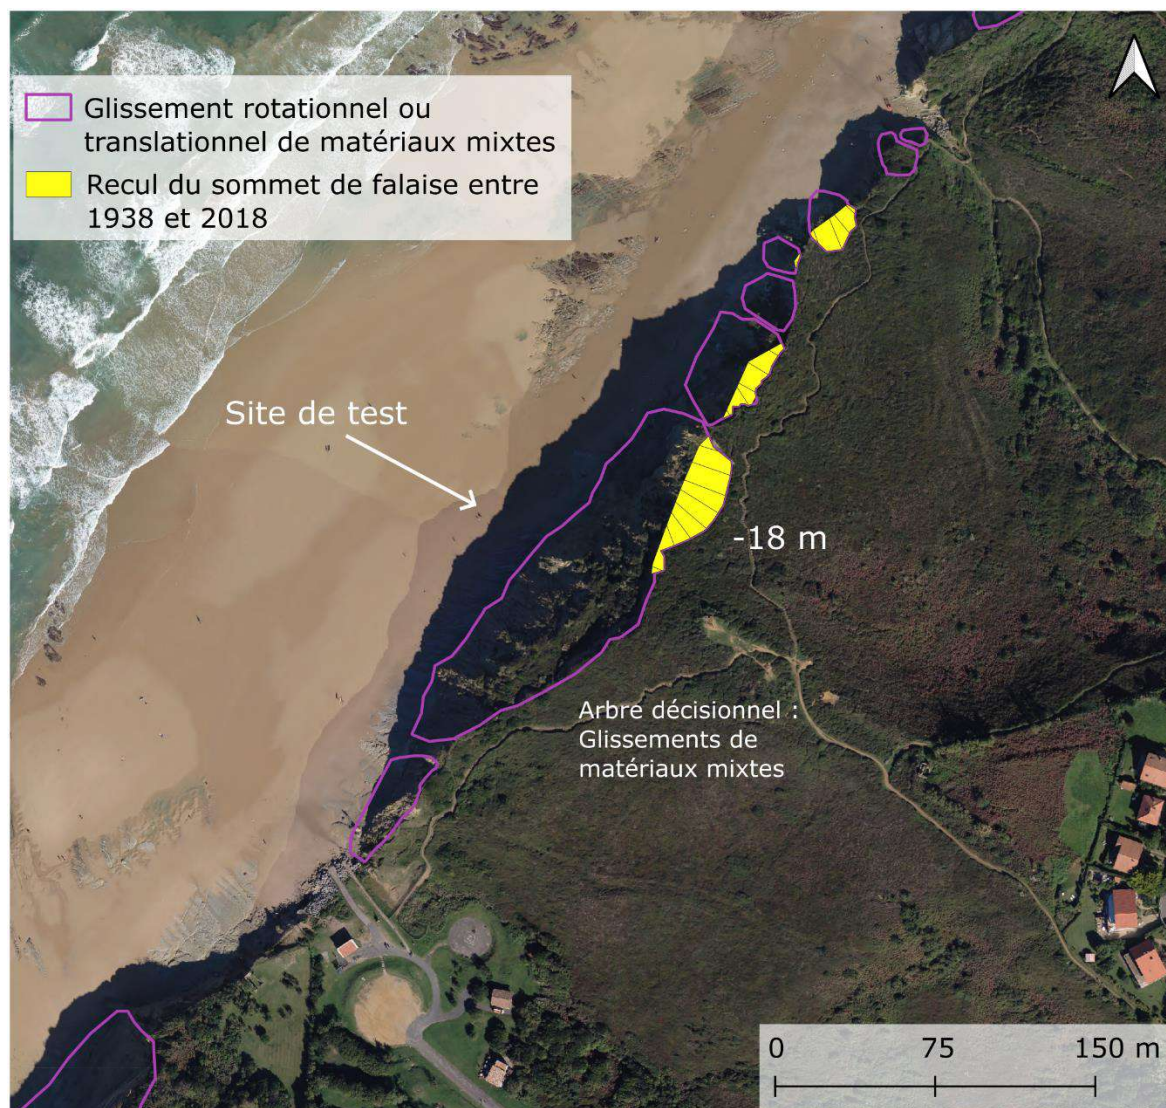 Glissement rotationnel ou
translationnel de matériaux mixtes
Recul du sommet de falaise entre
1938 et 2018
Site de test
-18 m
Arbre décisionnel :
Glissements de
matériaux mixtes
0 75 150 m